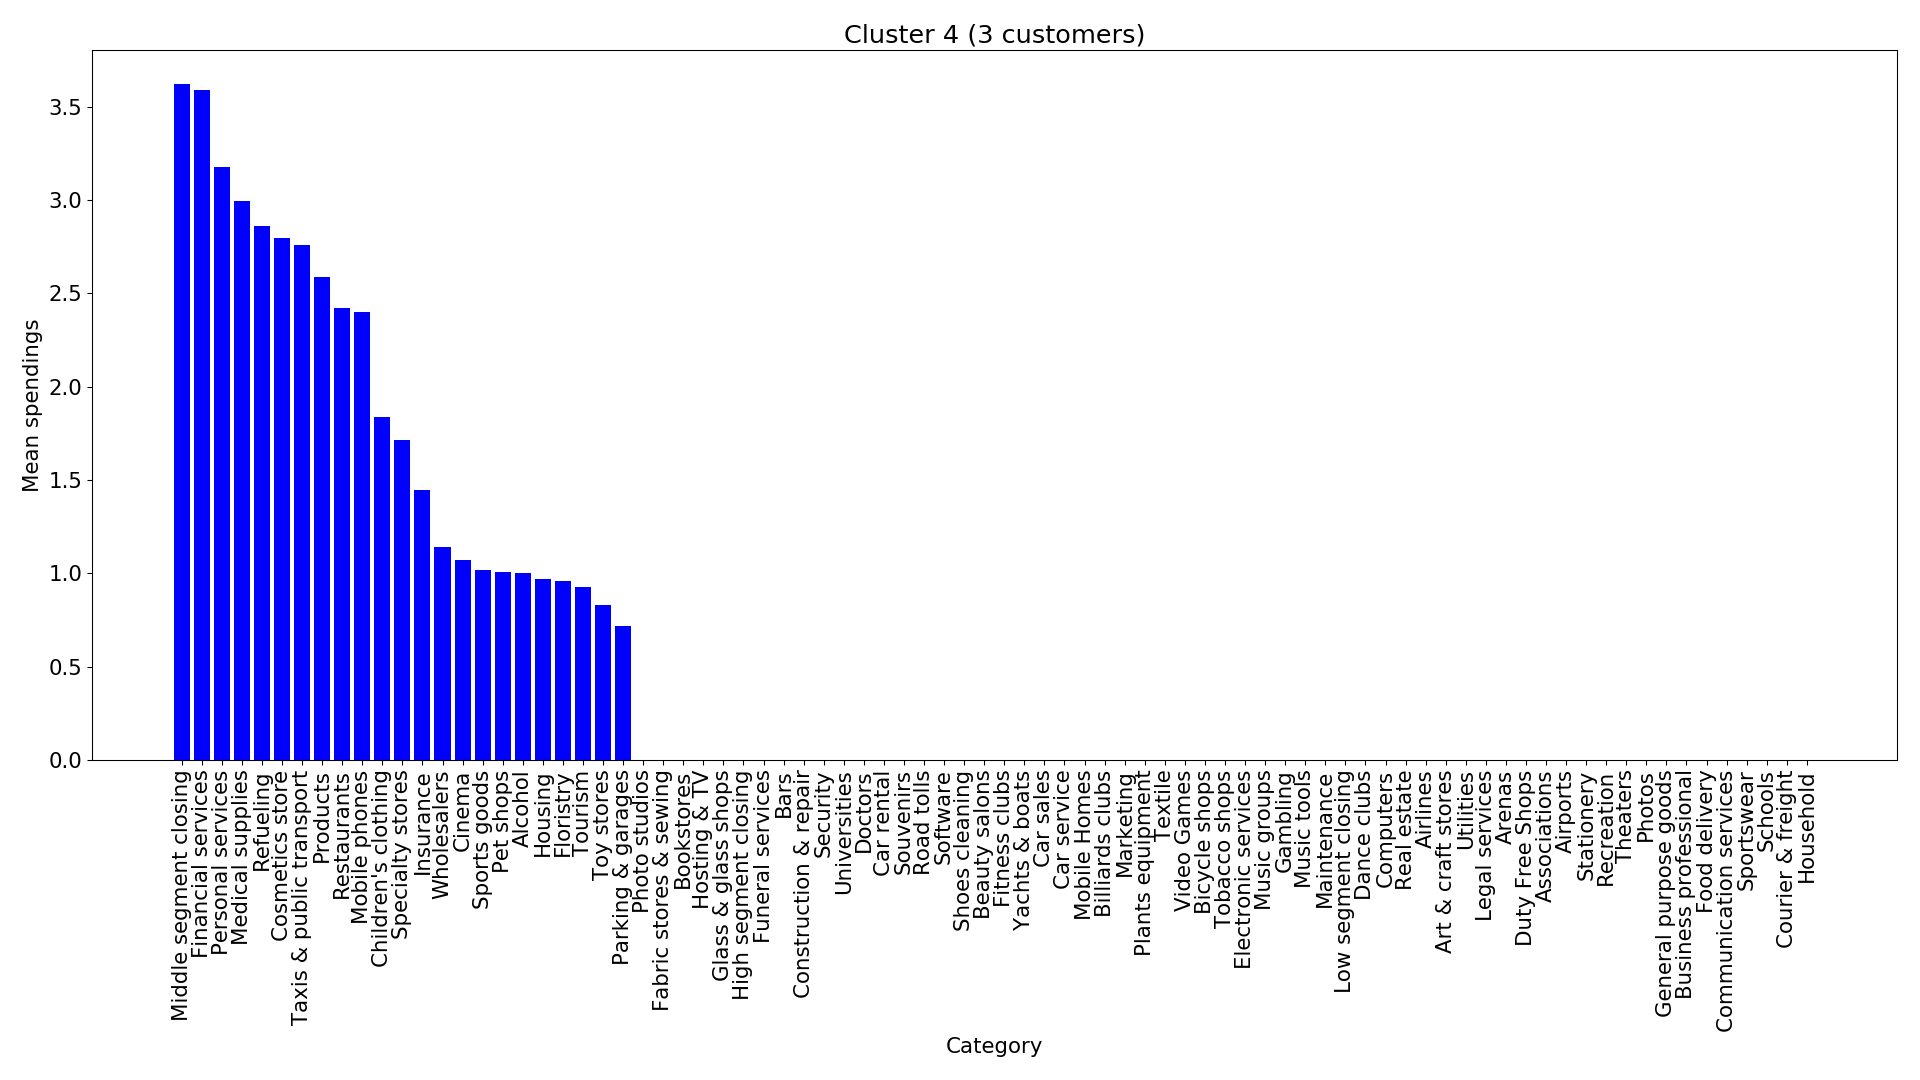 Cluster 4 (3 customers)
Mean spendings
3.5
3.0
2.5
2.0
1.5
1.0
0.5
0.0
Middle segment closing
Financial services
Personal services
Medical supplies
Refueling
Cosmetics store
Taxis & public transport
Products
Restaurants
Mobile phones
Children's clothing
Specialty stores
Insurance
Wholesalers
Cinema
Sports goods
Pet shops
Alcohol
Housing
Floristry
Tourism
Toy stores
Parking & garages
Photo studios
Fabric stores & sewing
Bookstores
Hosting & TV
Glass & glass shops
High segment closing
Funeral services
Bars
Construction & repair
Security
Universities
Doctors
Car rental
Souvenirs
Road tolls
Software
Shoes cleaning
Beauty salons
Fitness clubs
Yachts & boats
Car sales
Car service
Mobile Homes
Billiards clubs
Marketing
Plants equipment
Textile
Video Games
Bicycle shops
Tobacco shops
Electronic services
Music groups
Gambling
Music tools
Maintenance
Low segment closing
Dance clubs
Computers
Real estate
Airlines
Art & craft stores
Utilities
Legal services
Arenas
Duty Free Shops
Associations
Airports
Stationery
Recreation
Theaters
Photos
General purpose goods
Business professional
Food delivery
Communication services
Sportswear
Schools
Courier & freight
Household
Category